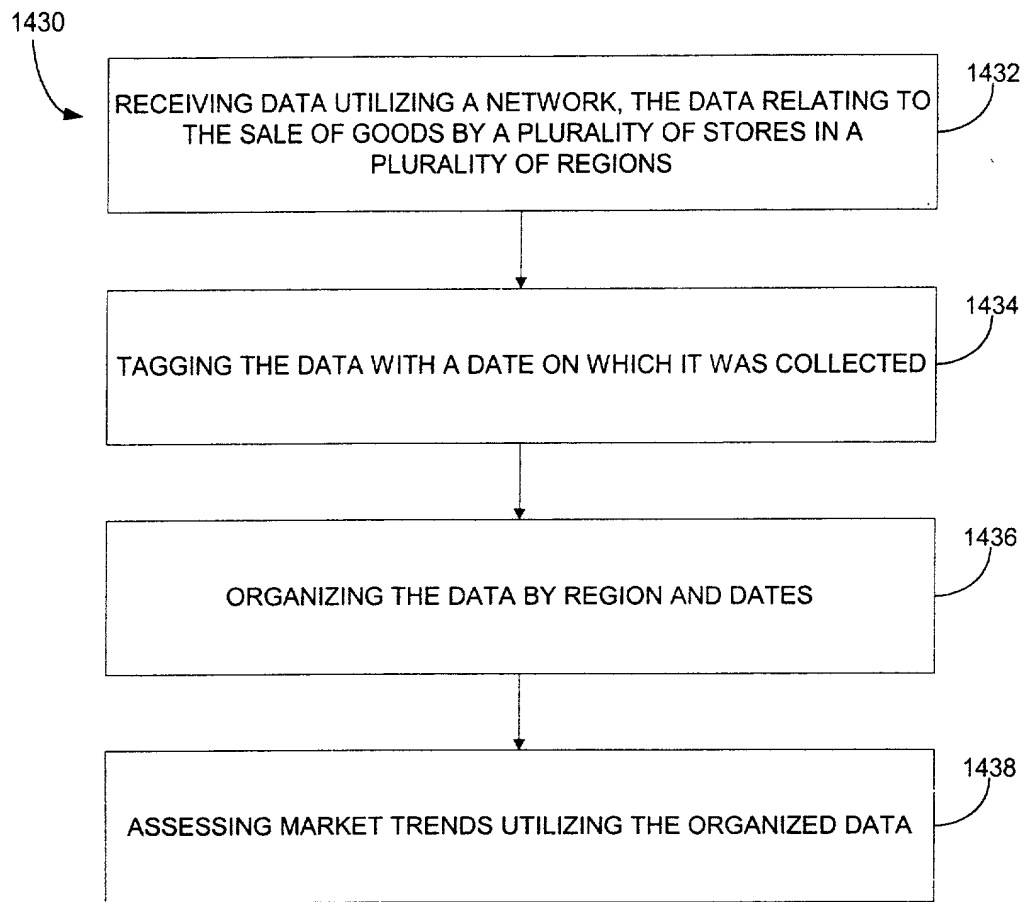 1430
1432
RECEIVING DATA UTILIZING A NETWORK, THE DATA RELATING TO
THE SALE OF GOODS BY A PLURALITY OF STORES IN A
PLURALITY OF REGIONS
1434
TAGGING THE DATA WITH A DATE ON WHICH IT WAS COLLECTED
1436
ORGANIZING THE DATA BY REGION AND DATES
1438
ASSESSING MARKET TRENDS UTILIZING THE ORGANIZED DATA